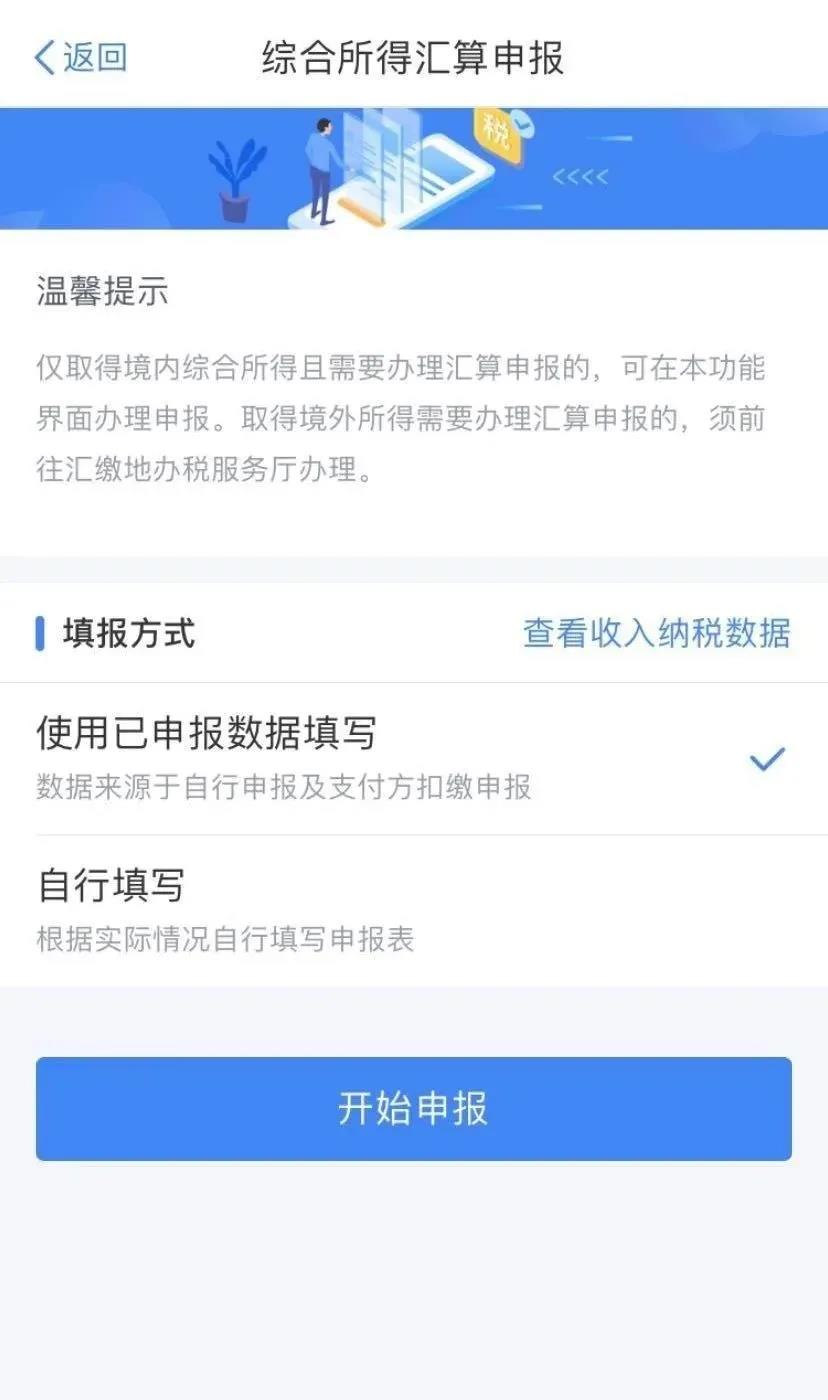 返回
综合所得汇算申报
税
温馨提示
仅取得境内综合所得且需要办理汇算申报的，可在本功能
界面办理申报。取得境外所得需要办理汇算申报的，须前
往汇缴地办税服务厅办理。
填报方式
查看收入纳税数据
使用已申报数据填写
数据来源于自行申报及支付方扣缴申报
自行填写
根据实际情况自行填写申报表
开始申报